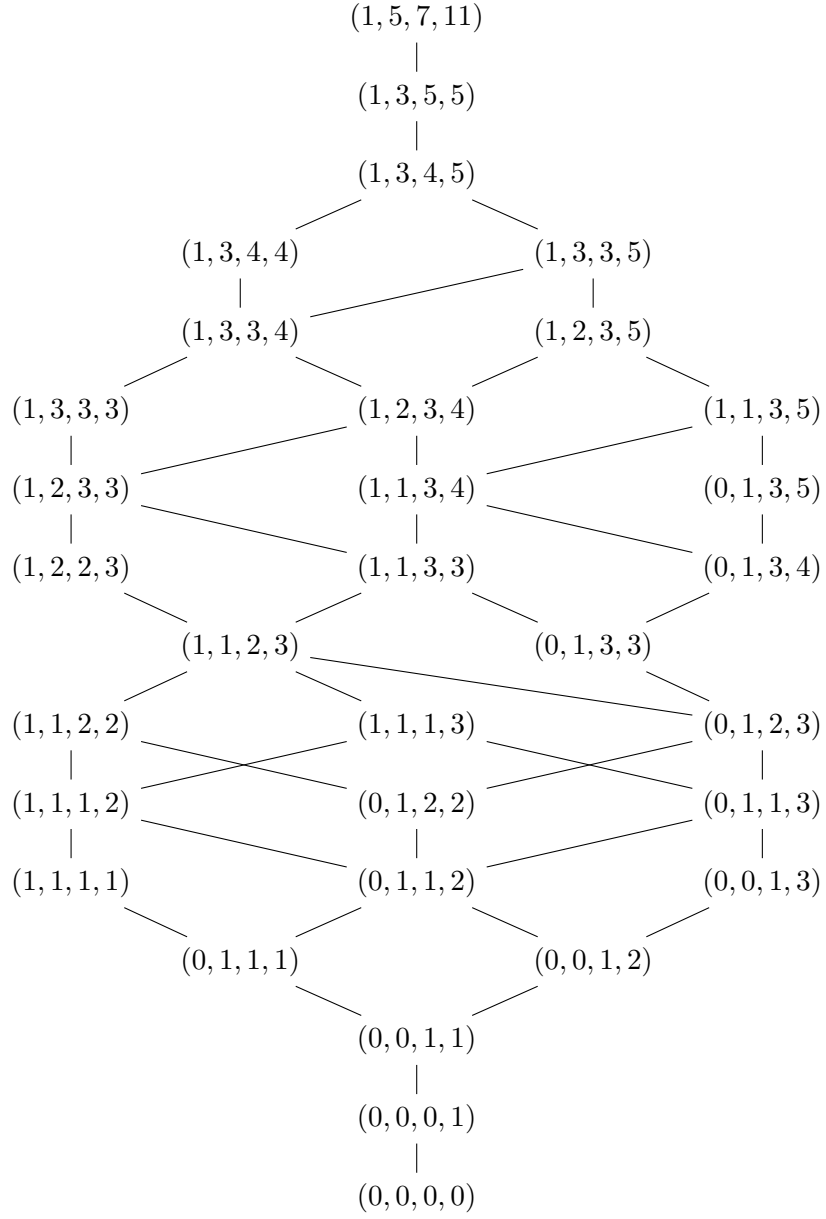 (1, 5, 7, 11)
(1, 3, 5, 5)
(1, 3, 4, 5)
(1, 3, 4, 4) (1, 3, 3, 5)
(1, 3, 3, 4) (1, 2, 3, 5)
(1, 3, 3, 3) (1, 2, 3, 4) (1, 1, 3, 5)
(1, 2, 3, 3) (1, 1, 3, 4) (0, 1, 3, 5)
(1, 2, 2, 3) (1, 1, 3, 3) (0, 1, 3, 4)
(1, 1, 2, 3) (0, 1, 3, 3)
(1, 1, 2, 2) (1, 1, 1, 3) (0, 1, 2, 3)
(1, 1, 1, 2) (0, 1, 2, 2) (0, 1, 1, 3)
(1, 1, 1, 1) (0, 1, 1, 2) (0, 0, 1, 3)
(0, 1, 1, 1) (0, 0, 1, 2)
(0, 0, 1, 1)
(0, 0, 0, 1)
(0, 0, 0, 0)